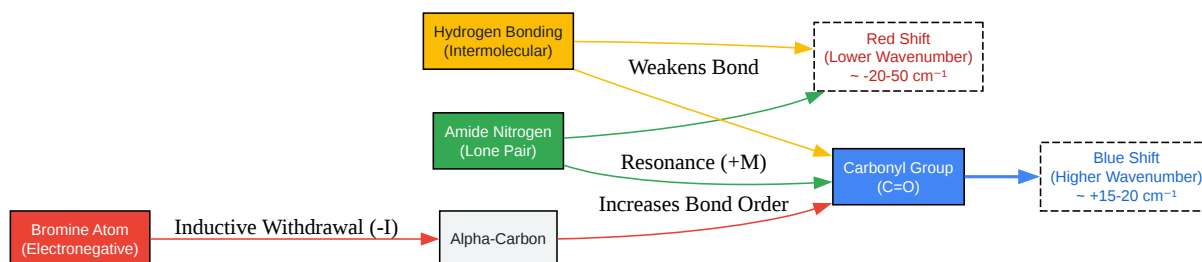 Hydrogen Bonding
(Intermolecular)
Red Shift
(Lower Wavenumber)
~ -20-50 cm⁻¹
Weakens Bond
Amide Nitrogen
(Lone Pair)
Resonance (+M)
Carbonyl Group
(C=O)
Blue Shift
(Higher Wavenumber)
~ +15-20 cm⁻¹
Increases Bond Order
Bromine Atom
(Electronegative)
Inductive Withdrawal (-I)
Alpha-Carbon